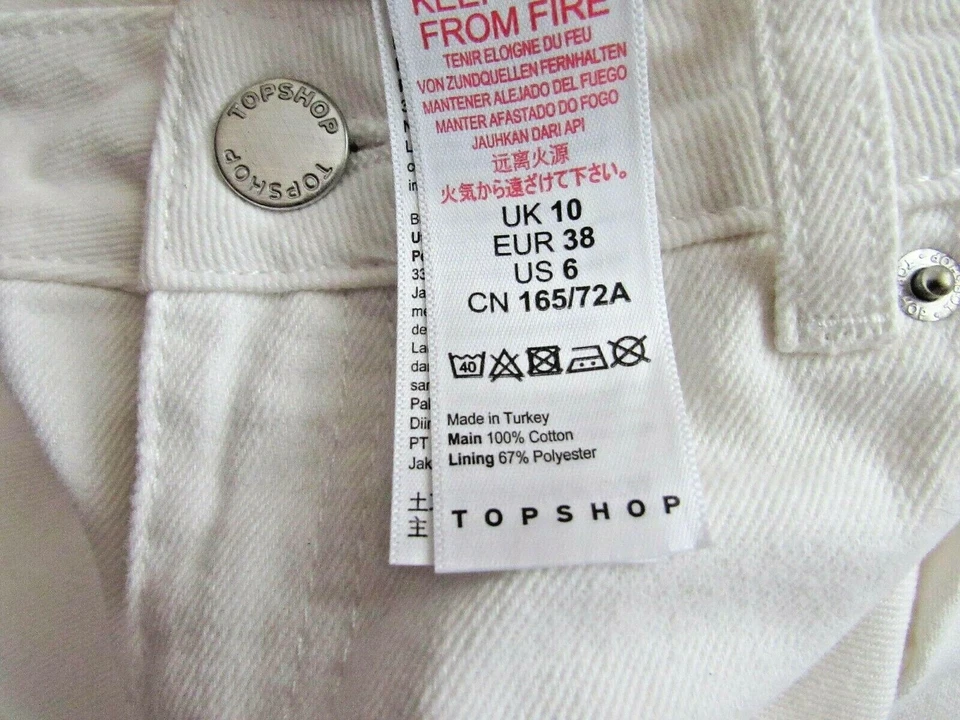 TOPSHOP
TOPSHOP
FROM FIRE
TENIR ELOIGNE DU FEU
VON ZUNDQUELLEN FERNHALTEN
MANTENER ALEJADO DEL FUEGO
MANTER AFASTADO DO FOGO
JAUHKAN DARI API
远离火源
火気から遠ざけて下さい。
UK 10
EUR 38
US 6
CN 165/72A
40
Made in Turkey
Main 100% Cotton
Lining 67% Polyester
TOPSHOP
33
PT
主